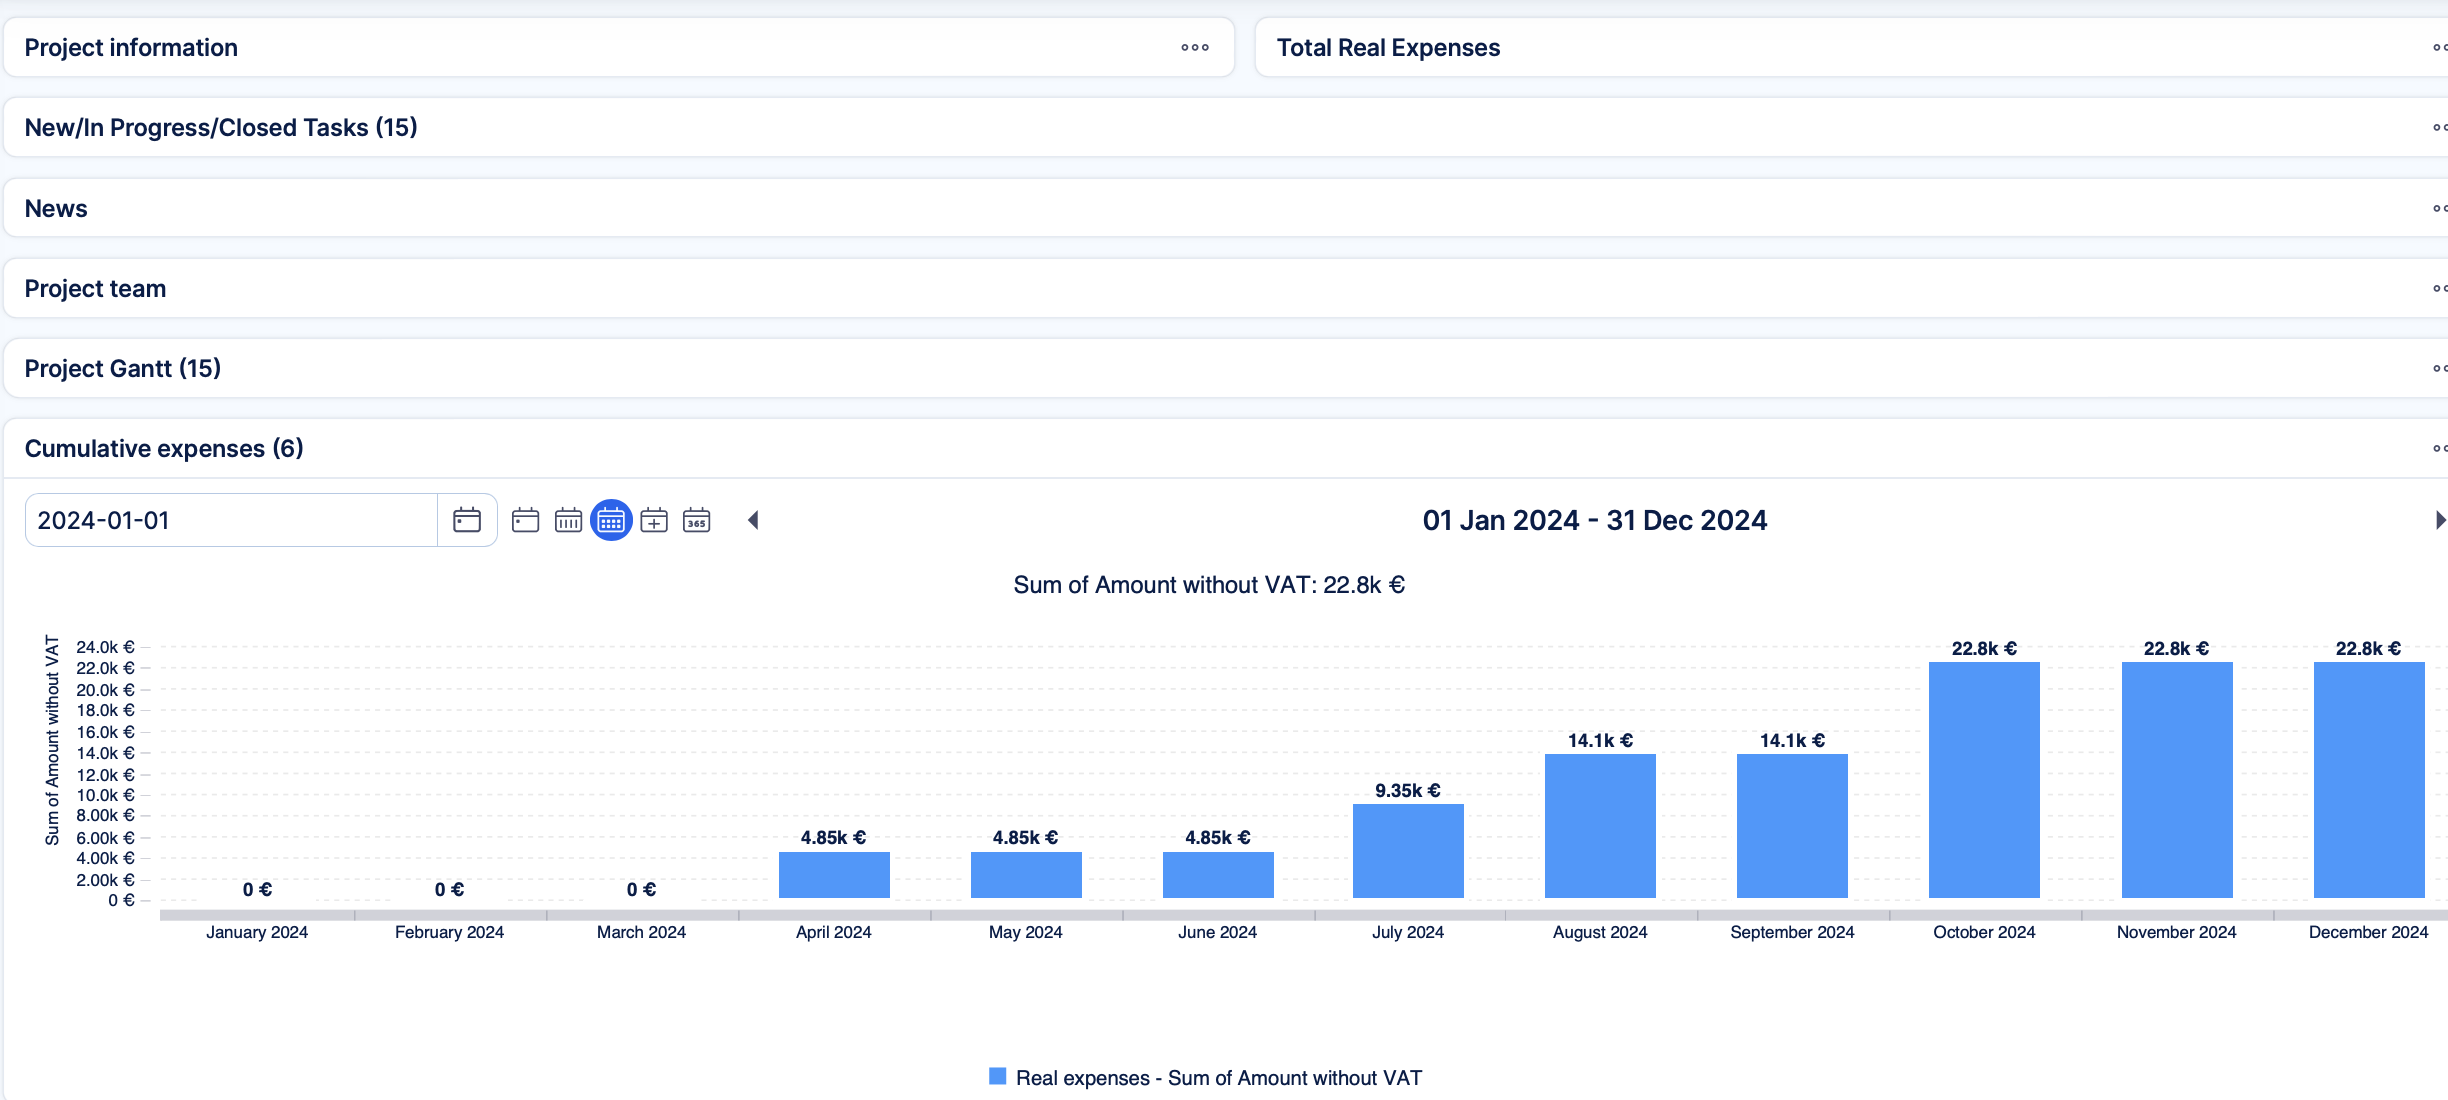 Project information
Total Real Expenses
New/In Progress/Closed Tasks (15)
News
Project team
Project Gantt (15)
Cumulative expenses (6)
2024-01-01
365
01 Jan 2024 - 31 Dec 2024
Sum of Amount without VAT: 22.8k €
Sum of Amount without VAT
24.0k €
22.0k €
20.0k €
18.0k €
16.0k €
14.0k €
12.0k €
10.0k €
8.00k €
6.00k €
4.00k €
2.00k €
0 €
0 €
0 €
0 €
4.85k €
4.85k €
4.85k €
9.35k €
14.1k €
14.1k €
22.8k €
22.8k €
22.8k €
January 2024
February 2024
March 2024
April 2024
May 2024
June 2024
July 2024
August 2024
September 2024
October 2024
November 2024
December 2024
Real expenses - Sum of Amount without VAT